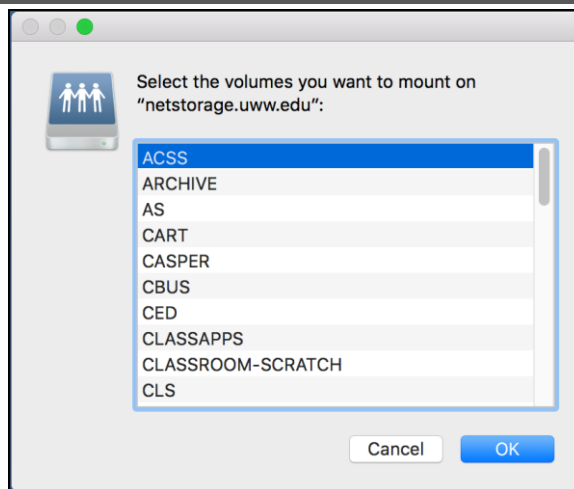 Select the volumes you want to mount on
“netstorage.uww.edu”:
ACSS
ARCHIVE
AS
CART
CASPER
CBUS
CED
CLASSAPPS
CLASSROOM-SCRATCH
CLS
Cancel OK